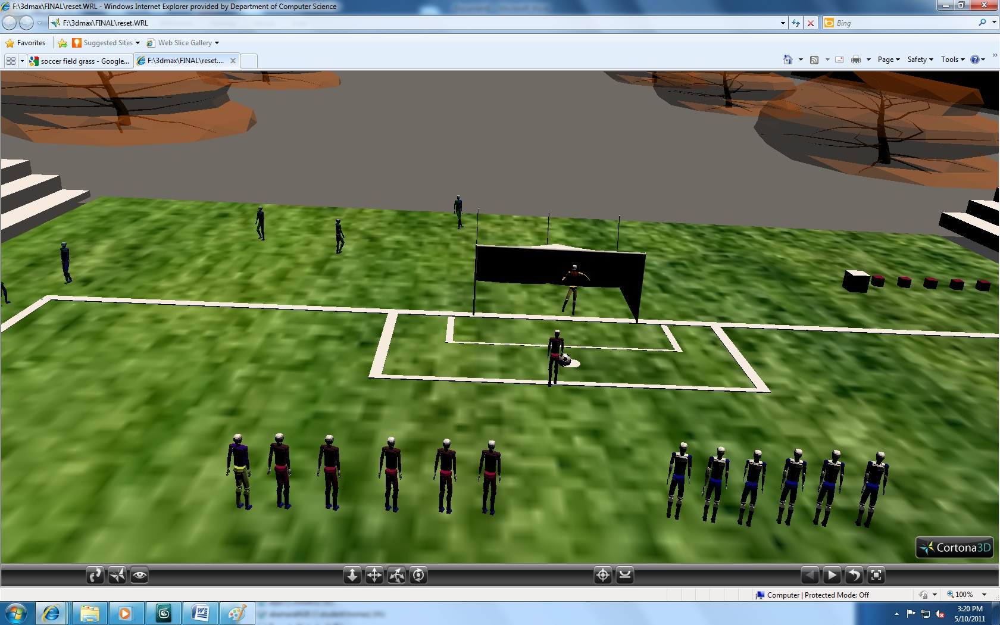 F:\3dmax\FINAL\reset.WRL - Windows Internet Explorer provided by Department of Computer Science
F:\3dmax\FINAL\reset.WRL
Bing
Favorites
Suggested Sites
Web Slice Gallery
soccer field grass - Google...
F:\3dmax\FINAL\reset....
Page
Safety
Tools
Cortona3D
Computer | Protected Mode: Off
100%
3:20 PM
5/10/2011